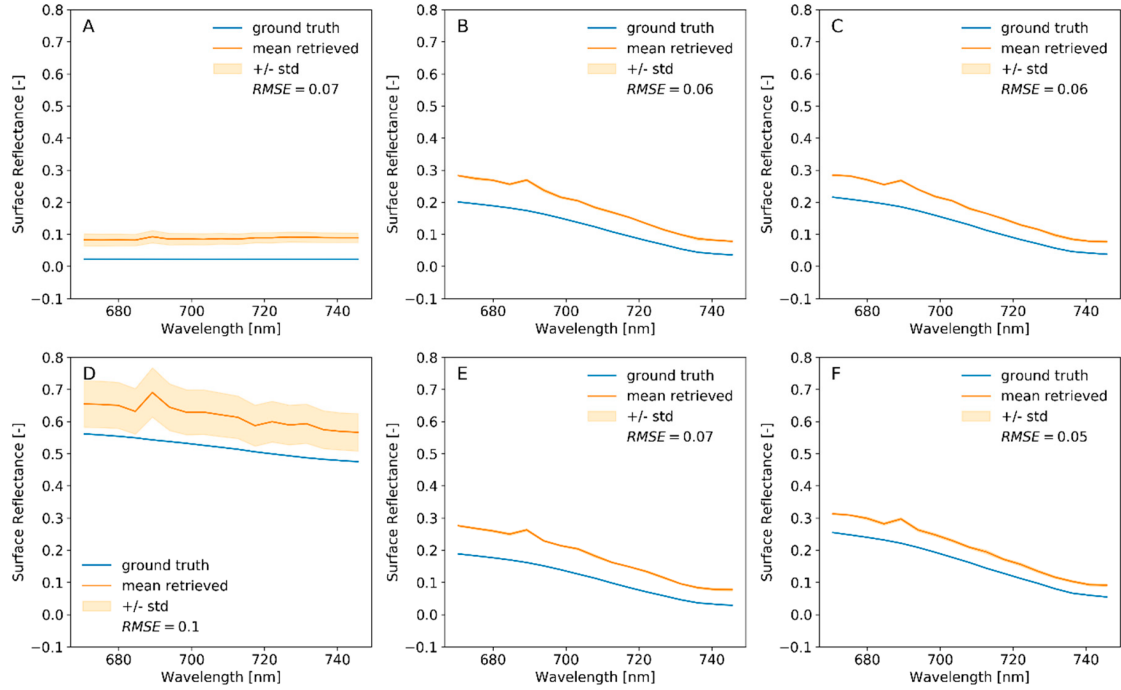 A
ground truth
mean retrieved
+/- std
RMSE = 0.07
0.8
0.7
0.6
0.5
0.4
0.3
0.2
0.1
0.0
−0.1
Surface Reflectance [-]
680 700 720 740
Wavelength [nm]
B
ground truth
mean retrieved
+/- std
RMSE = 0.06
0.8
0.7
0.6
0.5
0.4
0.3
0.2
0.1
0.0
−0.1
Surface Reflectance [-]
680 700 720 740
Wavelength [nm]
C
ground truth
mean retrieved
+/- std
RMSE = 0.06
0.8
0.7
0.6
0.5
0.4
0.3
0.2
0.1
0.0
−0.1
Surface Reflectance [-]
680 700 720 740
Wavelength [nm]
D
ground truth
mean retrieved
+/- std
RMSE = 0.1
0.8
0.7
0.6
0.5
0.4
0.3
0.2
0.1
0.0
−0.1
Surface Reflectance [-]
680 700 720 740
Wavelength [nm]
E
ground truth
mean retrieved
+/- std
RMSE = 0.07
0.8
0.7
0.6
0.5
0.4
0.3
0.2
0.1
0.0
−0.1
Surface Reflectance [-]
680 700 720 740
Wavelength [nm]
F
ground truth
mean retrieved
+/- std
RMSE = 0.05
0.8
0.7
0.6
0.5
0.4
0.3
0.2
0.1
0.0
−0.1
Surface Reflectance [-]
680 700 720 740
Wavelength [nm]